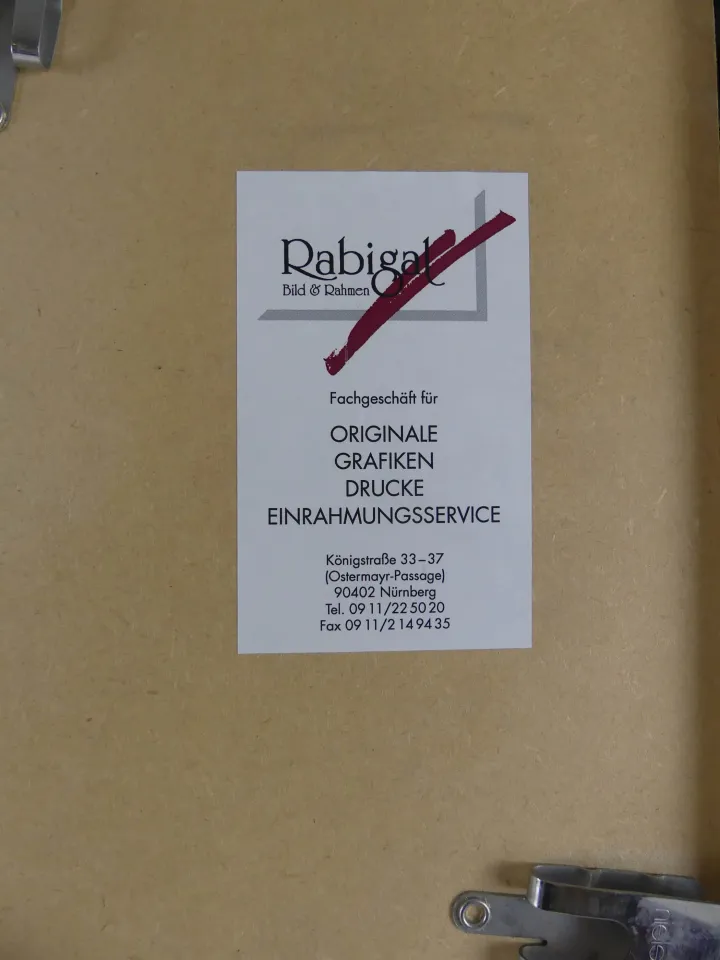 Rabigal
Bild & Rahmen
Fachgeschäft für
ORIGINALE
GRAFIKEN
DRUCKE
EINRAHMUNGSSERVICE
Königstraße 33–37
(Ostermayr-Passage)
90402 Nürnberg
Tel. 09 11/22 50 20
Fax 09 11/2 14 94 35